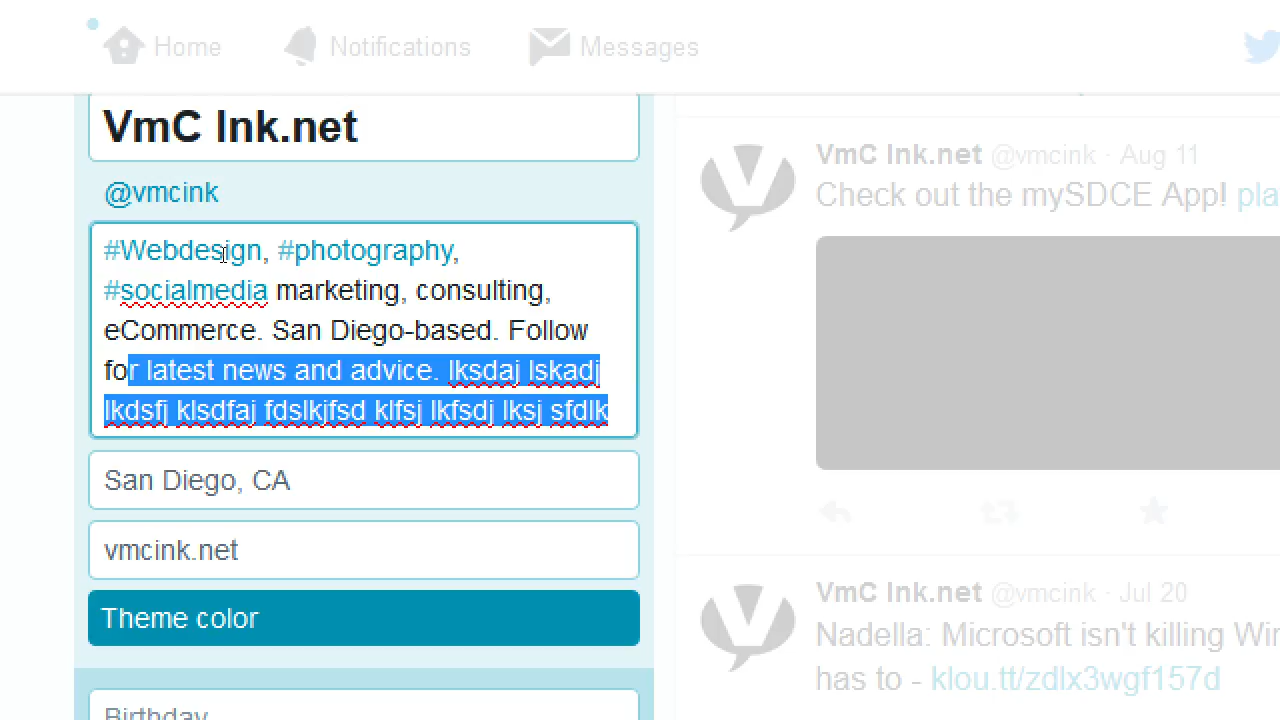 Home Notifications Messages
VmC Ink.net
@vmcink
#Webdesign, #photography,
#socialmedia marketing, consulting,
eCommerce. San Diego-based. Follow
for latest news and advice. lksdaj lskadj
lkdsfj klsdfaj fdslkjfsd klfsj lkfsdj lksj sfdlk
San Diego, CA
vmcink.net
Theme color
Birthday
VmC Ink.net @vmcink · Aug 11
Check out the mySDCE App! pla
VmC Ink.net @vmcink · Jul 20
Nadella: Microsoft isn't killing Win
has to - klou.tt/zdlx3wgf157d